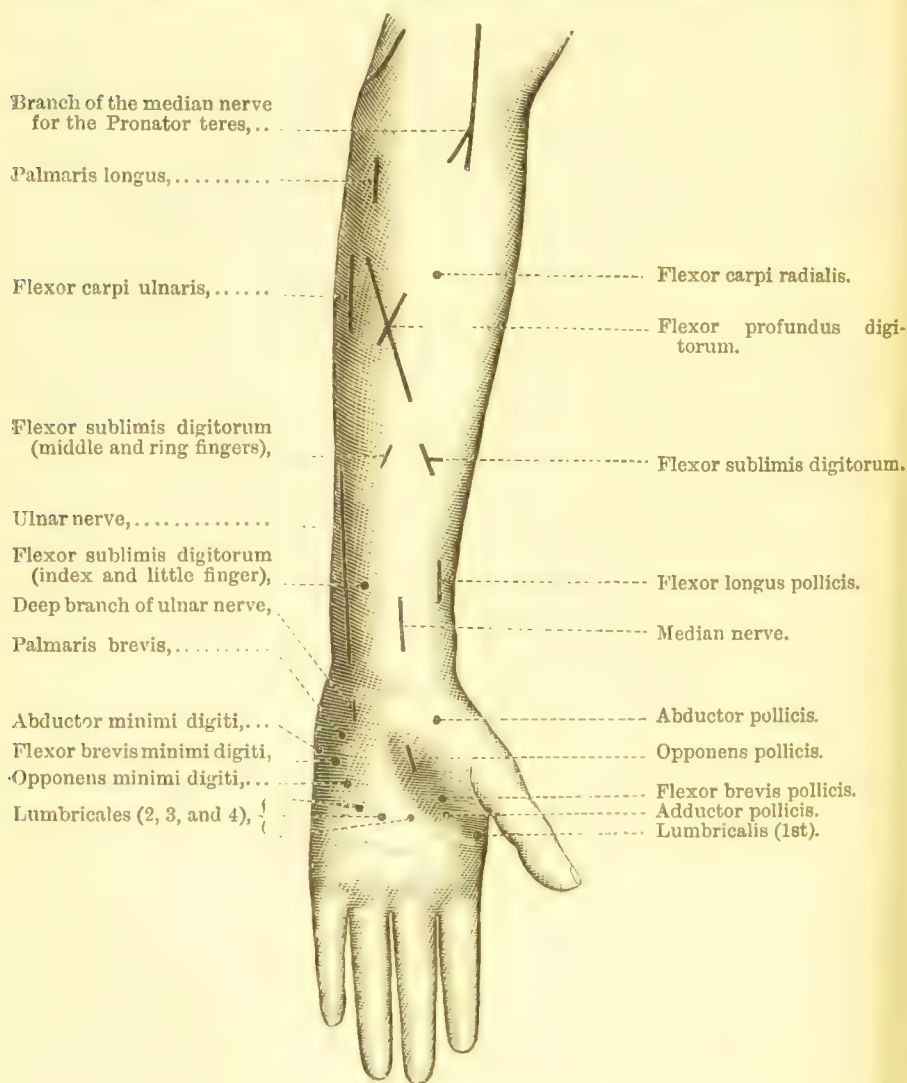 Branch of the median nerve
for the Pronator teres,..
Palmaris longus,..........
Flexor carpi ulnaris,......
Flexor sublimis digitorum
(middle and ring fingers),
Ulnar nerve,..............
Flexor sublimis digitorum
(index and little finger),
Deep branch of ulnar nerve,
Palmaris brevis,.........
Abductor minimi digiti,...
Flexor brevis minimi digiti,
Opponens minimi digiti,...
Lumbricales (2, 3, and 4),
Flexor carpi radialis.
Flexor profundus digi-
torum.
Flexor sublimis digitorum.
Flexor longus pollicis.
Median nerve.
Abductor pollicis.
Opponens pollicis.
Flexor brevis pollicis.
Adductor pollicis.
Lumbricalis (1st).